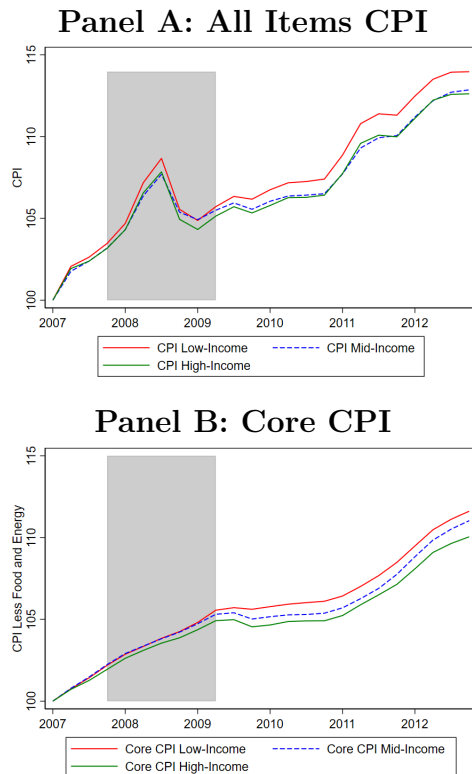 Panel A: All Items CPI
115
110
105
100
CPI
2007 2008 2009 2010 2011 2012
CPI Low-Income CPI Mid-Income
CPI High-Income
Panel B: Core CPI
115
110
105
100
CPI Less Food and Energy
2007 2008 2009 2010 2011 2012
Core CPI Low-Income Core CPI Mid-Income
Core CPI High-Income